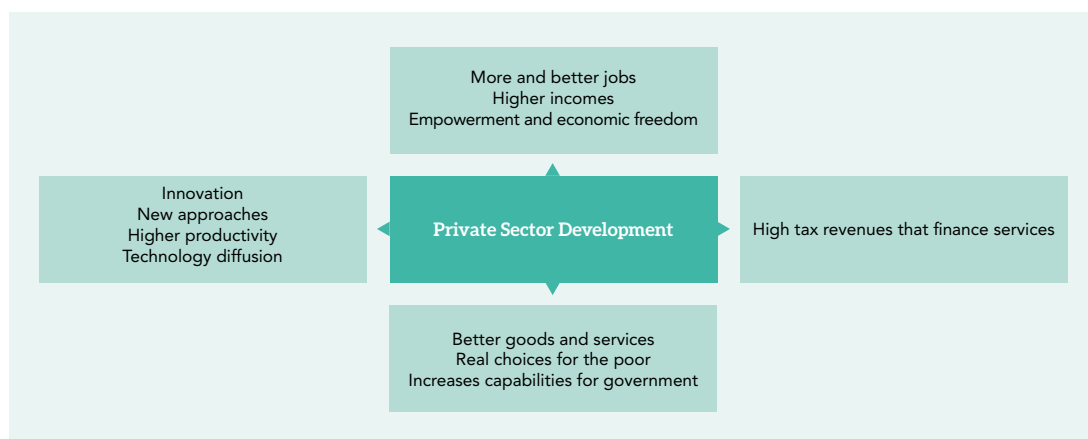 More and better jobs
Higher incomes
Empowerment and economic freedom
Innovation
New approaches
Higher productivity
Technology diffusion
Private Sector Development
High tax revenues that finance services
Better goods and services
Real choices for the poor
Increases capabilities for government